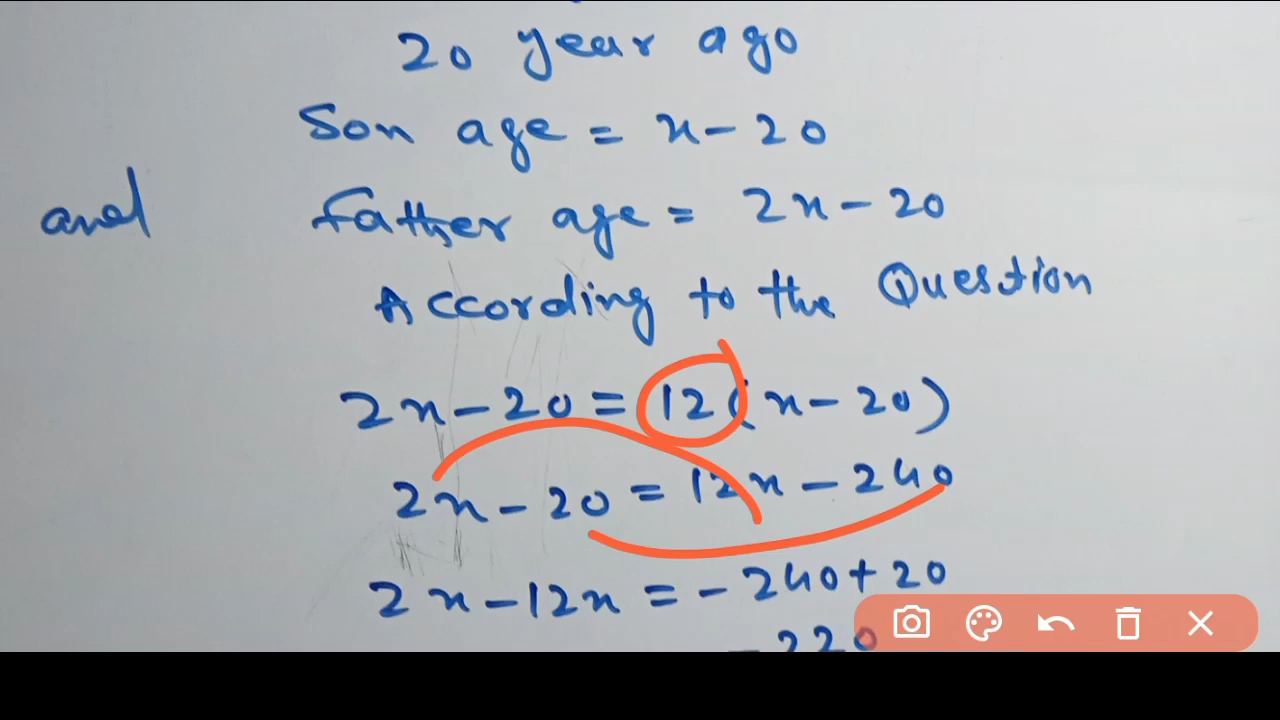 20 year ago
Son age = x - 20
and Father age = 2x - 20
According to the Question
2x - 20 = 12(x - 20)
2x - 20 = 12x - 240
2x - 12x = - 240 + 20
- 220